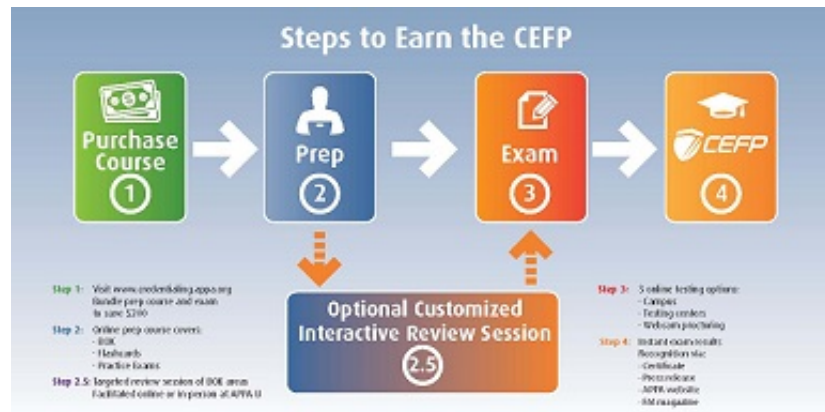 Steps to Earn the CEFP
Purchase
Course
1
Prep
2
Exam
3
CEFP
4
Optional Customized
Interactive Review Session
2.5
Step 1: Visit www.credentialing.appa.org
Bundle prep course and exam
to save $200
Step 2: Online prep course covers:
- BOK
- Flashcards
- Practice Exams
Step 2.5: Targeted review session of BOK areas
Facilitated online or in person at APPA U
Step 3: 3 online testing options:
- Campus
- Testing centers
- Webcam proctoring
Step 4: Instant exam results
Recognition via:
- Certificate
- Press release
- APPA website
- FM magazine